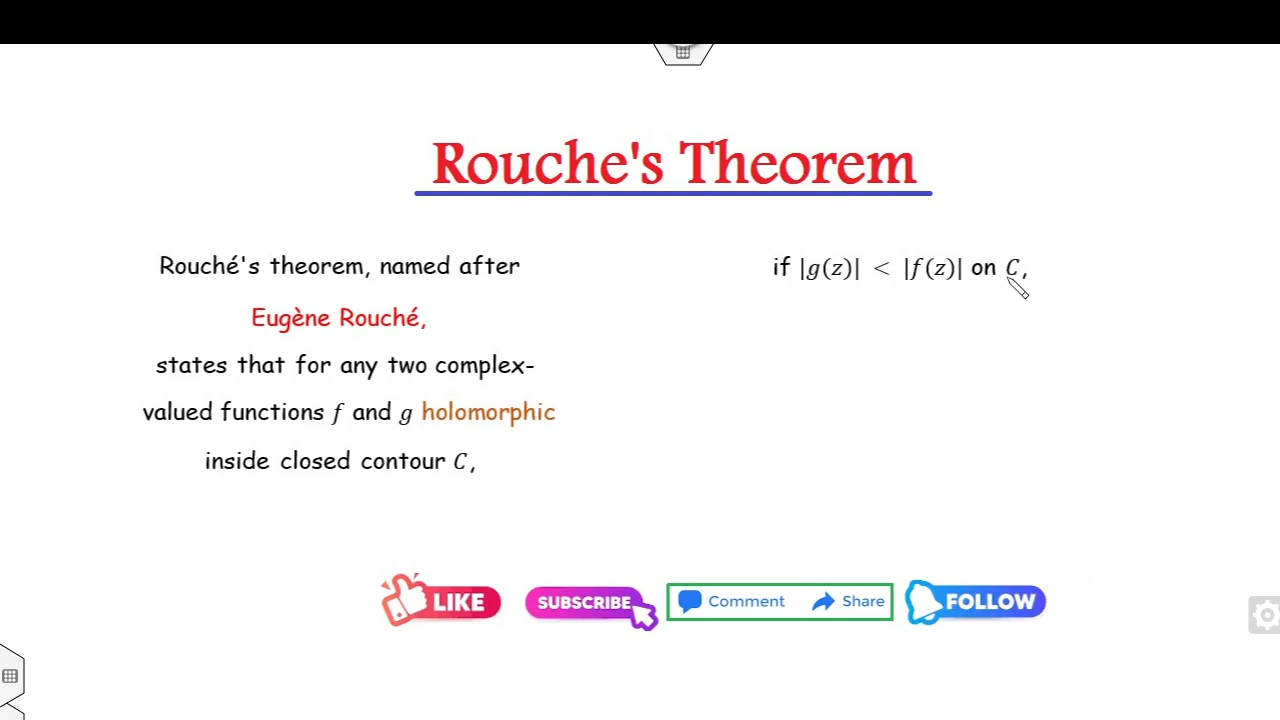 Rouche's Theorem
Rouché's theorem, named after
Eugène Rouché,
states that for any two complex-
valued functions f and g holomorphic
inside closed contour C,
if |g(z)| < |f(z)| on C,
LIKE
SUBSCRIBE
Comment
Share
FOLLOW